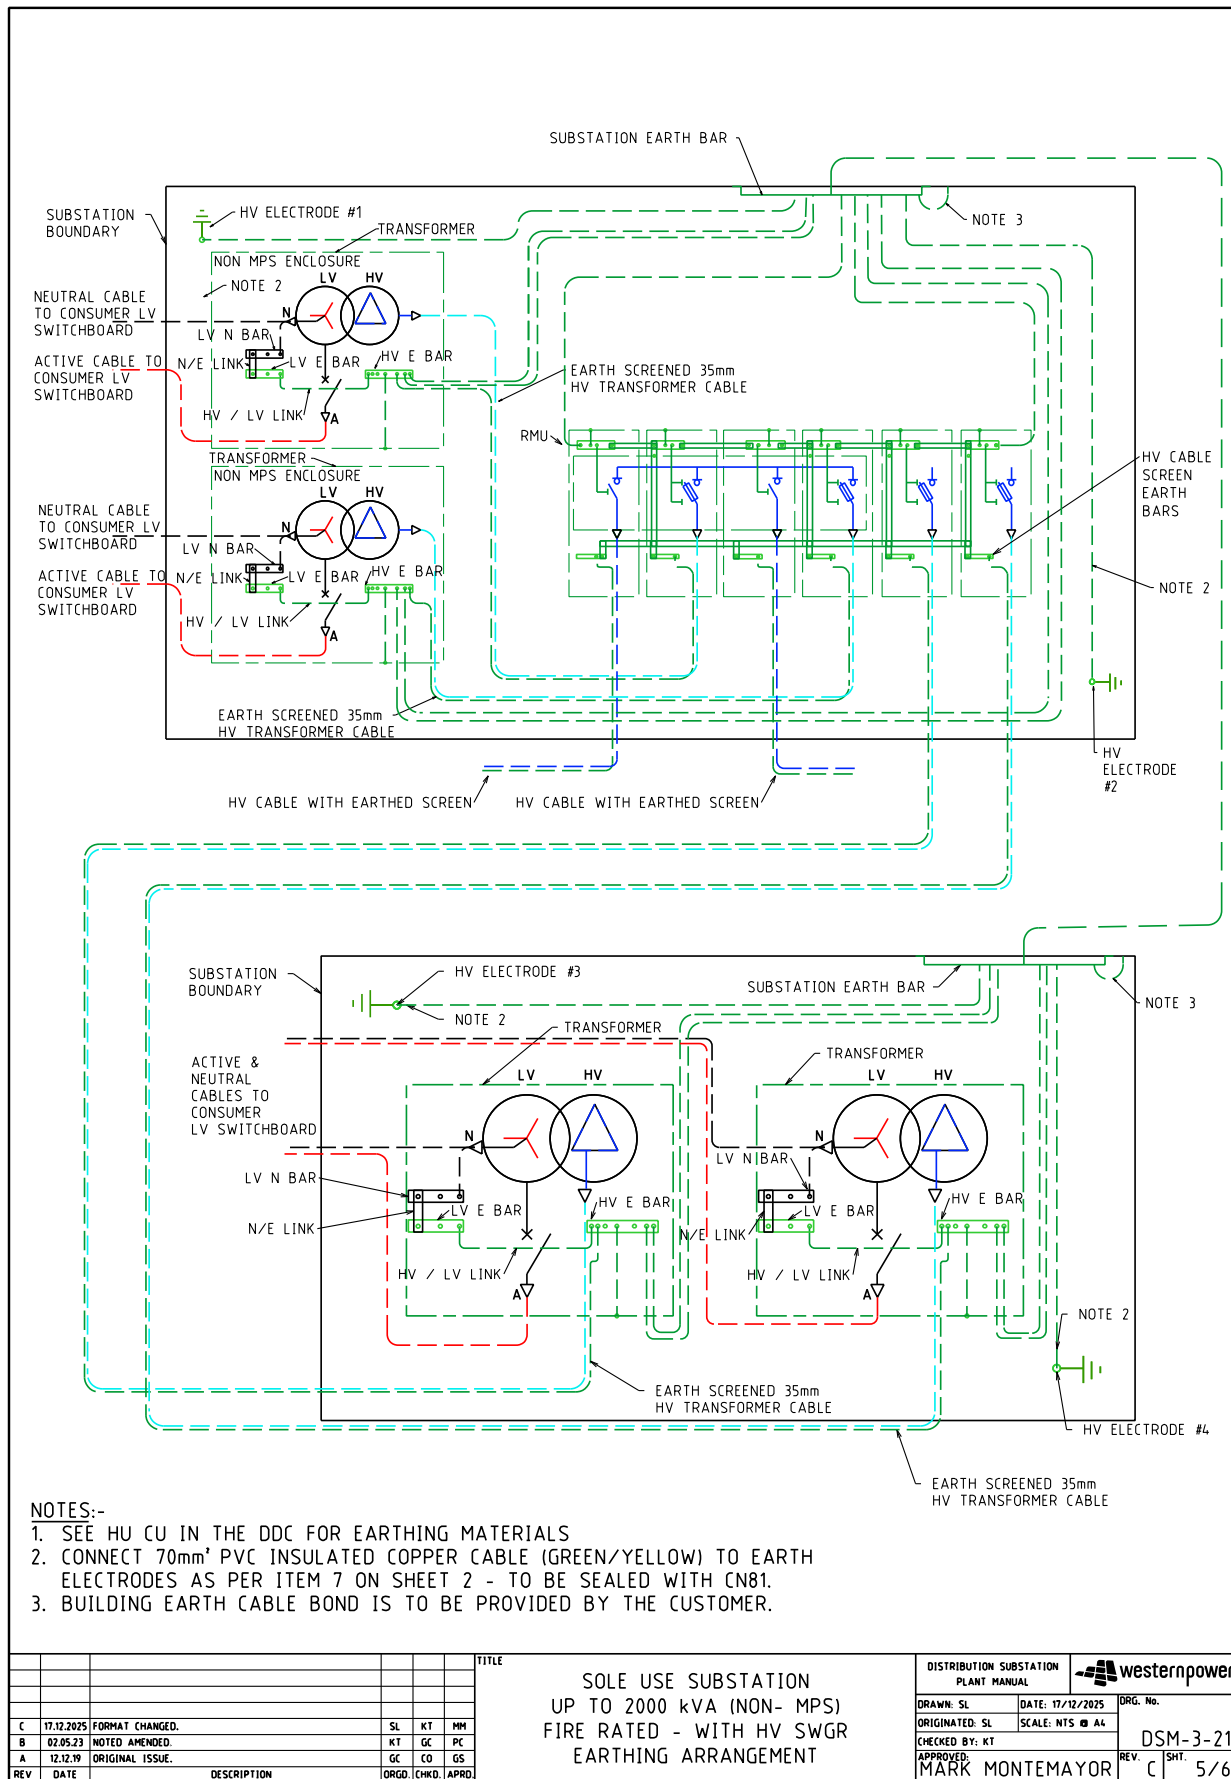 SUBSTATION EARTH BAR
SUBSTATION
BOUNDARY
HV ELECTRODE #1
TRANSFORMER
NOTE 3
NON MPS ENCLOSURE
LV
HV
NOTE 2
NEUTRAL CABLE
TO CONSUMER LV
SWITCHBOARD
N
LV N BAR
N/E LINK
LV E BAR
HV E BAR
ACTIVE CABLE TO
CONSUMER LV
SWITCHBOARD
HV / LV LINK
A
EARTH SCREENED 35mm
HV TRANSFORMER CABLE
RMU
HV CABLE
SCREEN
EARTH
BARS
TRANSFORMER
NON MPS ENCLOSURE
LV
HV
NEUTRAL CABLE
TO CONSUMER LV
SWITCHBOARD
N
LV N BAR
N/E LINK
LV E BAR
HV E BAR
ACTIVE CABLE TO
CONSUMER LV
SWITCHBOARD
HV / LV LINK
A
NOTE 2
EARTH SCREENED 35mm
HV TRANSFORMER CABLE
HV
ELECTRODE
#2
HV CABLE WITH EARTHED SCREEN
HV CABLE WITH EARTHED SCREEN
SUBSTATION
BOUNDARY
HV ELECTRODE #3
SUBSTATION EARTH BAR
NOTE 3
NOTE 2
TRANSFORMER
TRANSFORMER
ACTIVE &
NEUTRAL
CABLES TO
CONSUMER
LV SWITCHBOARD
LV
HV
LV
HV
N
N
LV N BAR
LV N BAR
LV E BAR
HV E BAR
LV E BAR
HV E BAR
N/E LINK
N/E LINK
HV / LV LINK
HV / LV LINK
A
A
NOTE 2
EARTH SCREENED 35mm
HV TRANSFORMER CABLE
HV ELECTRODE #4
EARTH SCREENED 35mm
HV TRANSFORMER CABLE
NOTES:-
1. SEE HU CU IN THE DDC FOR EARTHING MATERIALS
2. CONNECT 70mm² PVC INSULATED COPPER CABLE (GREEN/YELLOW) TO EARTH
ELECTRODES AS PER ITEM 7 ON SHEET 2 - TO BE SEALED WITH CN81.
3. BUILDING EARTH CABLE BOND IS TO BE PROVIDED BY THE CUSTOMER.
C 17.12.2025 FORMAT CHANGED. SL KT MM
B 02.05.23 NOTED AMENDED. KT GC PC
A 12.12.19 ORIGINAL ISSUE. GC CO GS
REV DATE DESCRIPTION ORGD. CHKD. APRD.
TITLE
SOLE USE SUBSTATION
UP TO 2000 kVA (NON- MPS)
FIRE RATED - WITH HV SWGR
EARTHING ARRANGEMENT
DISTRIBUTION SUBSTATION
PLANT MANUAL
westernpower
DRAWN: SL DATE: 17/12/2025
ORIGINATED: SL SCALE: NTS @ A4
CHECKED BY: KT
APPROVED:
MARK MONTEMAYOR
DRG. No.
DSM-3-21
REV. C SHT. 5/6